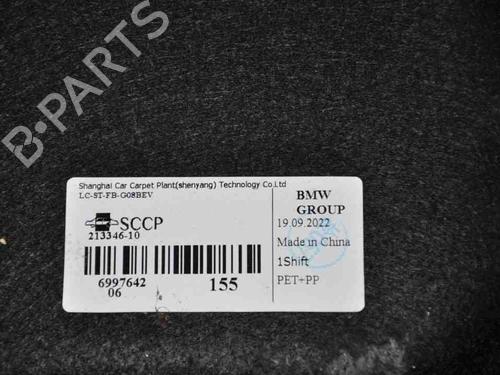 B-PARTS
Shanghai Car Carpet Plant(shenyang) Technology Co.Ltd
LC-ST-FB-G08BEV
SCCP
213346-10
6997642
06
155
BMW
GROUP
19.09.2022
Made in China
1Shift
PET+PP